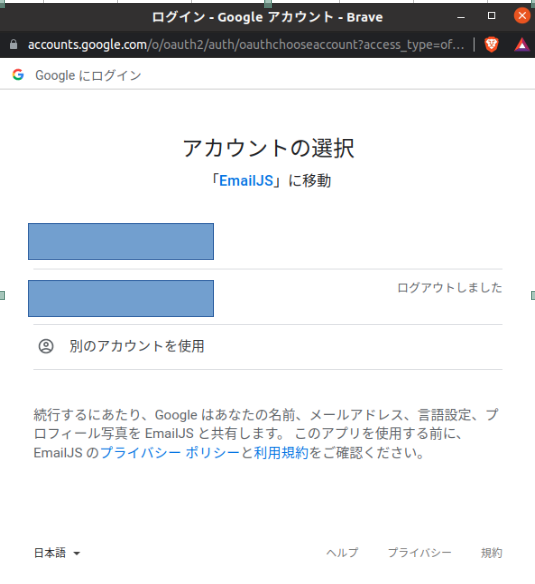 ログイン - Google アカウント - Brave
accounts.google.com/o/oauth2/auth/oauthchooseaccount?access_type=of...
Google にログイン
アカウントの選択
「EmailJS」に移動
ログアウトしました
別のアカウントを使用
続行するにあたり、Google はあなたの名前、メールアドレス、言語設定、プ
ロフィール写真を EmailJS と共有します。 このアプリを使用する前に、
EmailJS のプライバシー ポリシーと利用規約をご確認ください。
日本語 ヘルプ プライバシー 規約